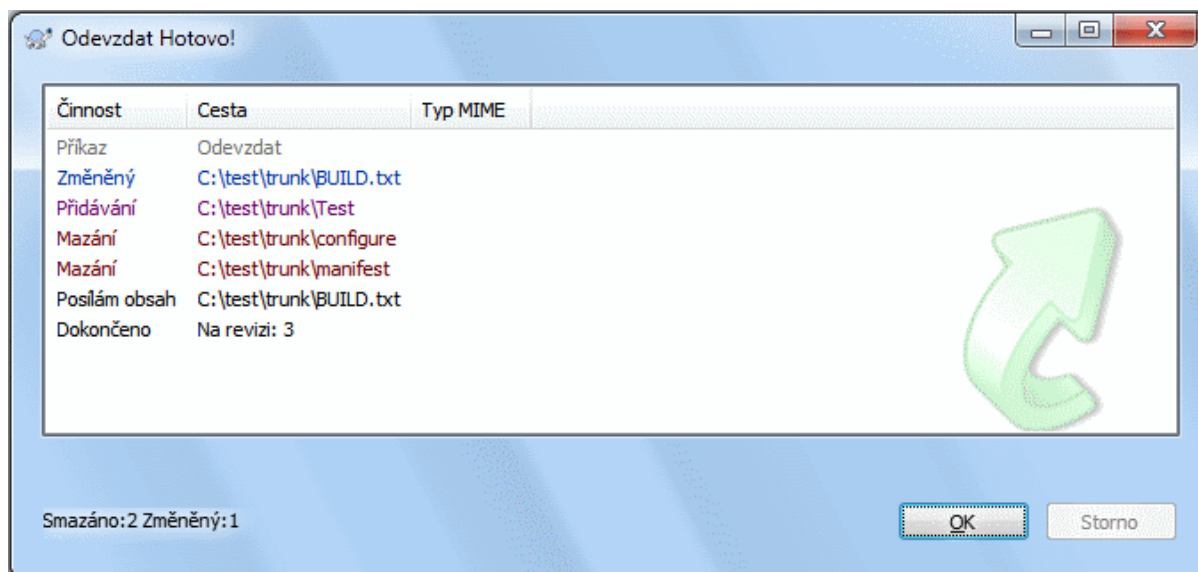 Odevzdat Hotovo!
Činnost Cesta Typ MIME
Příkaz Odevzdat
Změněný C:\test\trunk\BUILD.txt
Přidávání C:\test\trunk\Test
Mazání C:\test\trunk\configure
Mazání C:\test\trunk\manifest
Posílám obsah C:\test\trunk\BUILD.txt
Dokončeno Na revizi: 3
Smazáno:2 Změněný:1
OK Storno